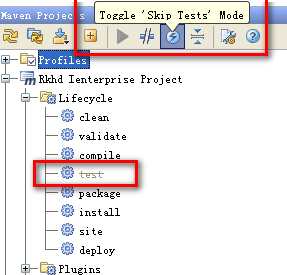 Maven Projects
Toggle 'Skip Tests' Mode
Profiles
Rkhd Ienterprise Project
Lifecycle
clean
validate
compile
test
package
install
site
deploy
Plugins